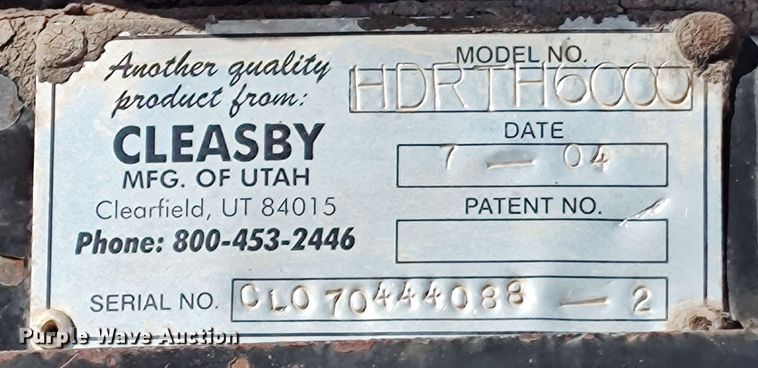 Another quality
product from:
CLEASBY
MFG. OF UTAH
Clearfield, UT 84015
Phone: 800-453-2446
MODEL NO.
HDRTH6000
DATE
7 — 04
PATENT NO.
SERIAL NO. CL070444088 — 2
Purple Wave Auction